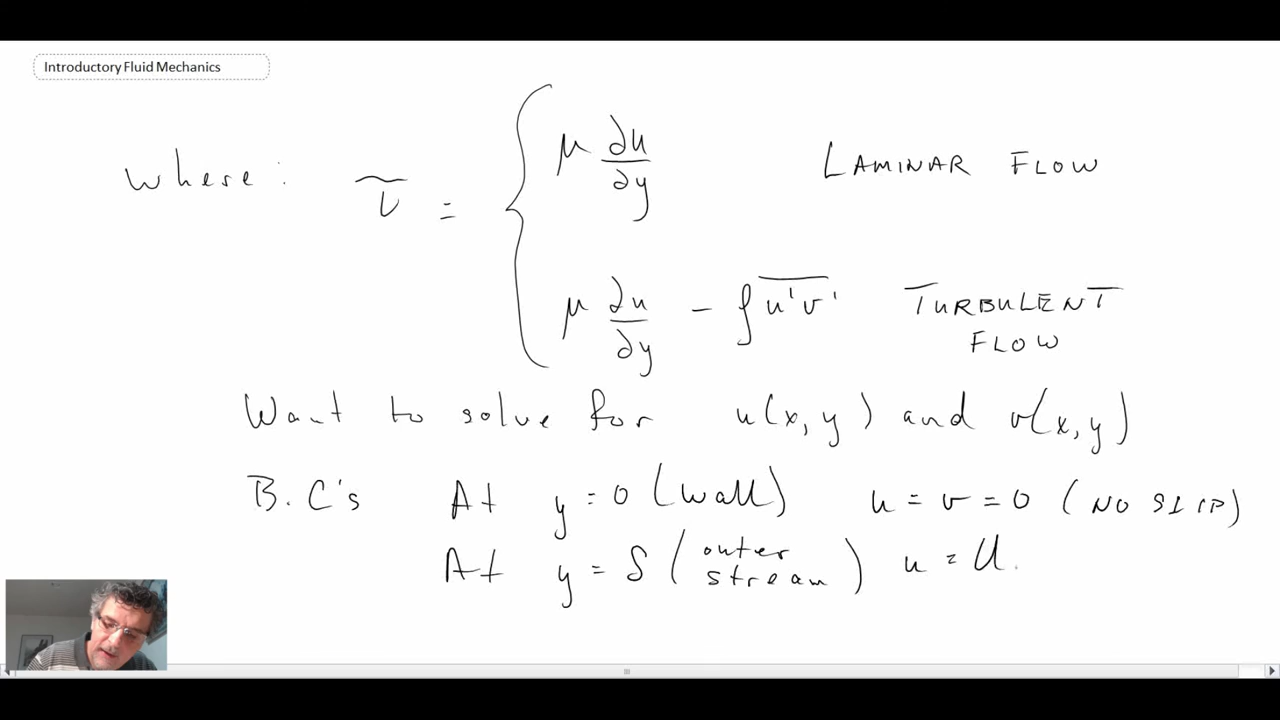 Introductory Fluid Mechanics
where: τ = { μ ∂u/∂y LAMINAR FLOW
μ ∂u/∂y - ρ u'v' TURBULENT
FLOW
Want to solve for u(x,y) and v(x,y)
B.C's At y=0 (wall) u = v = 0 (NO SLIP)
At y = δ (outer stream) u = U